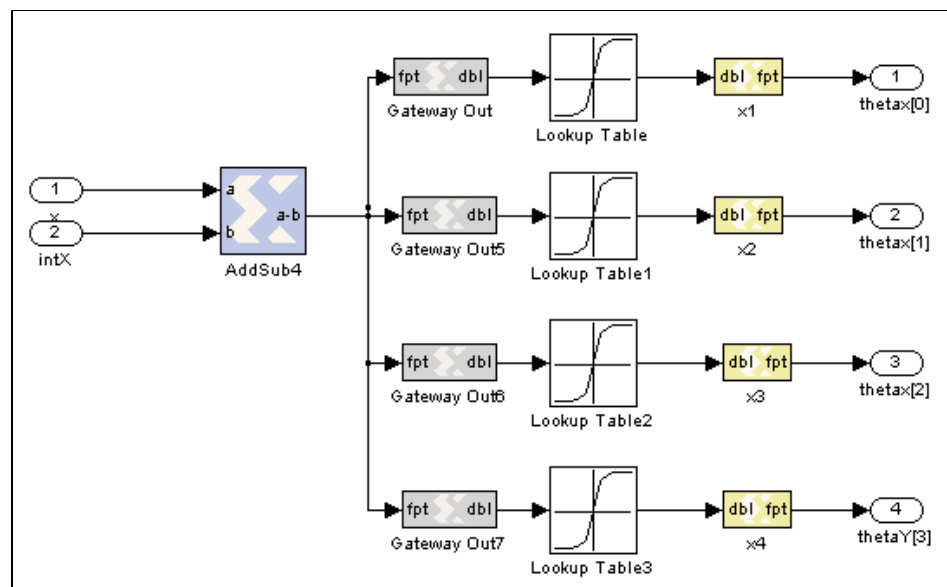 fpt dbl
Gateway Out
Lookup Table
dbl fpt
x1
1
thetax[0]
1
x
2
intX
a
b
a-b
AddSub4
fpt dbl
Gateway Out5
Lookup Table1
dbl fpt
x2
2
thetax[1]
fpt dbl
Gateway Out6
Lookup Table2
dbl fpt
x3
3
thetax[2]
fpt dbl
Gateway Out7
Lookup Table3
dbl fpt
x4
4
thetaY[3]